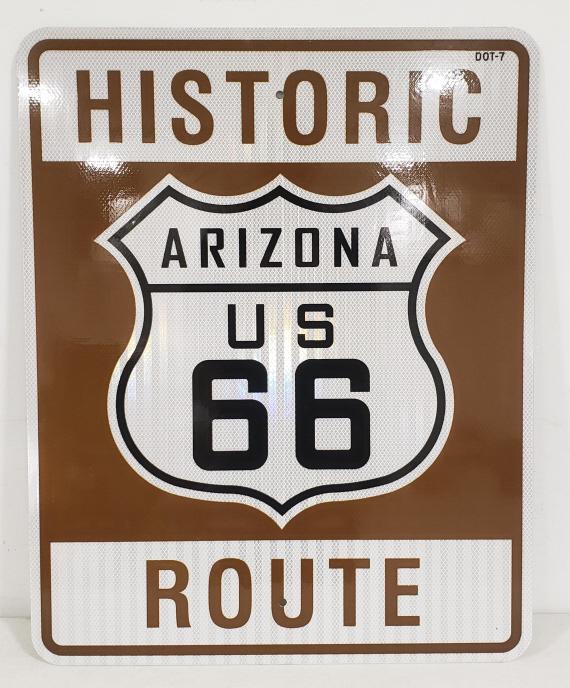 DOT-7
HISTORIC
ARIZONA
US
66
ROUTE